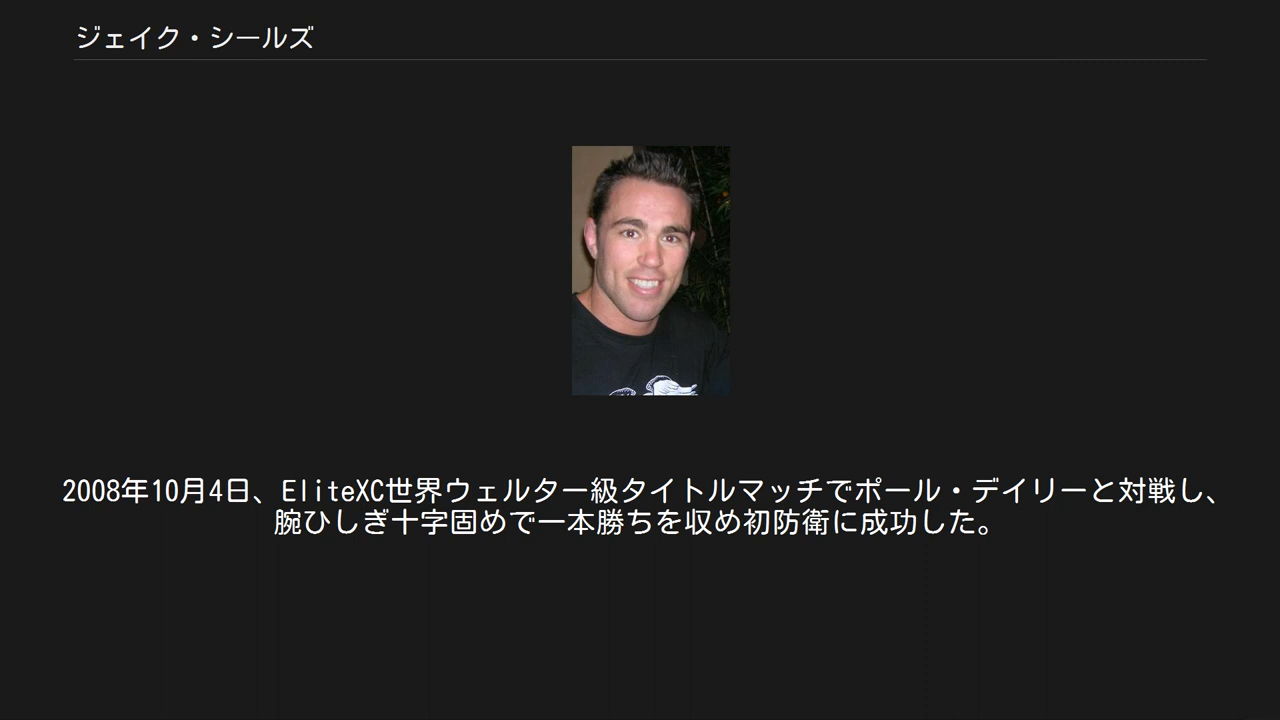 ジェイク・シールズ
2008年10月4日、EliteXC世界ウェルター級タイトルマッチでポール・デイリーと対戦し、
腕ひしぎ十字固めで一本勝ちを収め初防衛に成功した。